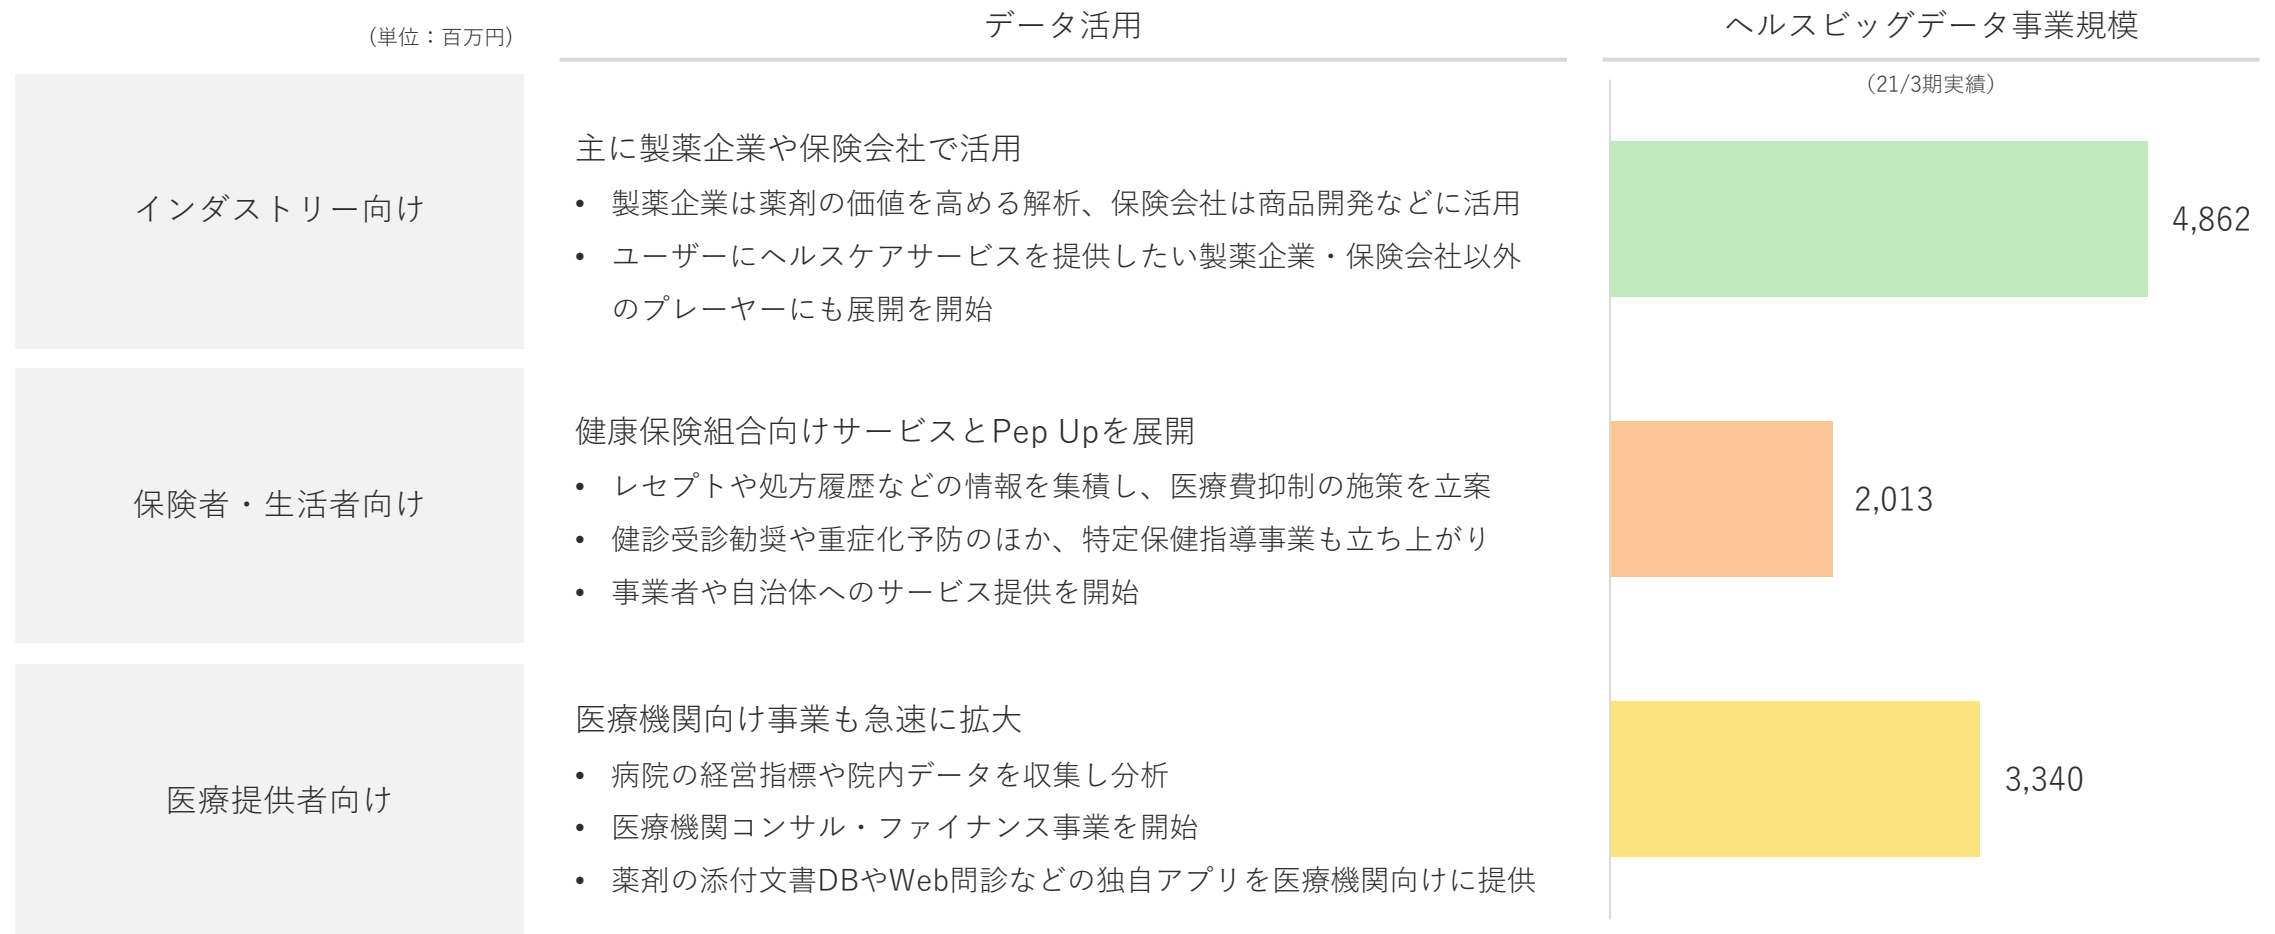 (単位：百万円)
データ活用
ヘルスビッグデータ事業規模
（21/3期実績）
インダストリー向け
主に製薬企業や保険会社で活用
• 製薬企業は薬剤の価値を高める解析、保険会社は商品開発などに活用
• ユーザーにヘルスケアサービスを提供したい製薬企業・保険会社以外
のプレーヤーにも展開を開始
4,862
保険者・生活者向け
健康保険組合向けサービスとPep Upを展開
• レセプトや処方履歴などの情報を集積し、医療費抑制の施策を立案
• 健診受診勧奨や重症化予防のほか、特定保健指導事業も立ち上がり
• 事業者や自治体へのサービス提供を開始
2,013
医療提供者向け
医療機関向け事業も急速に拡大
• 病院の経営指標や院内データを収集し分析
• 医療機関コンサル・ファイナンス事業を開始
• 薬剤の添付文書DBやWeb問診などの独自アプリを医療機関向けに提供
3,340